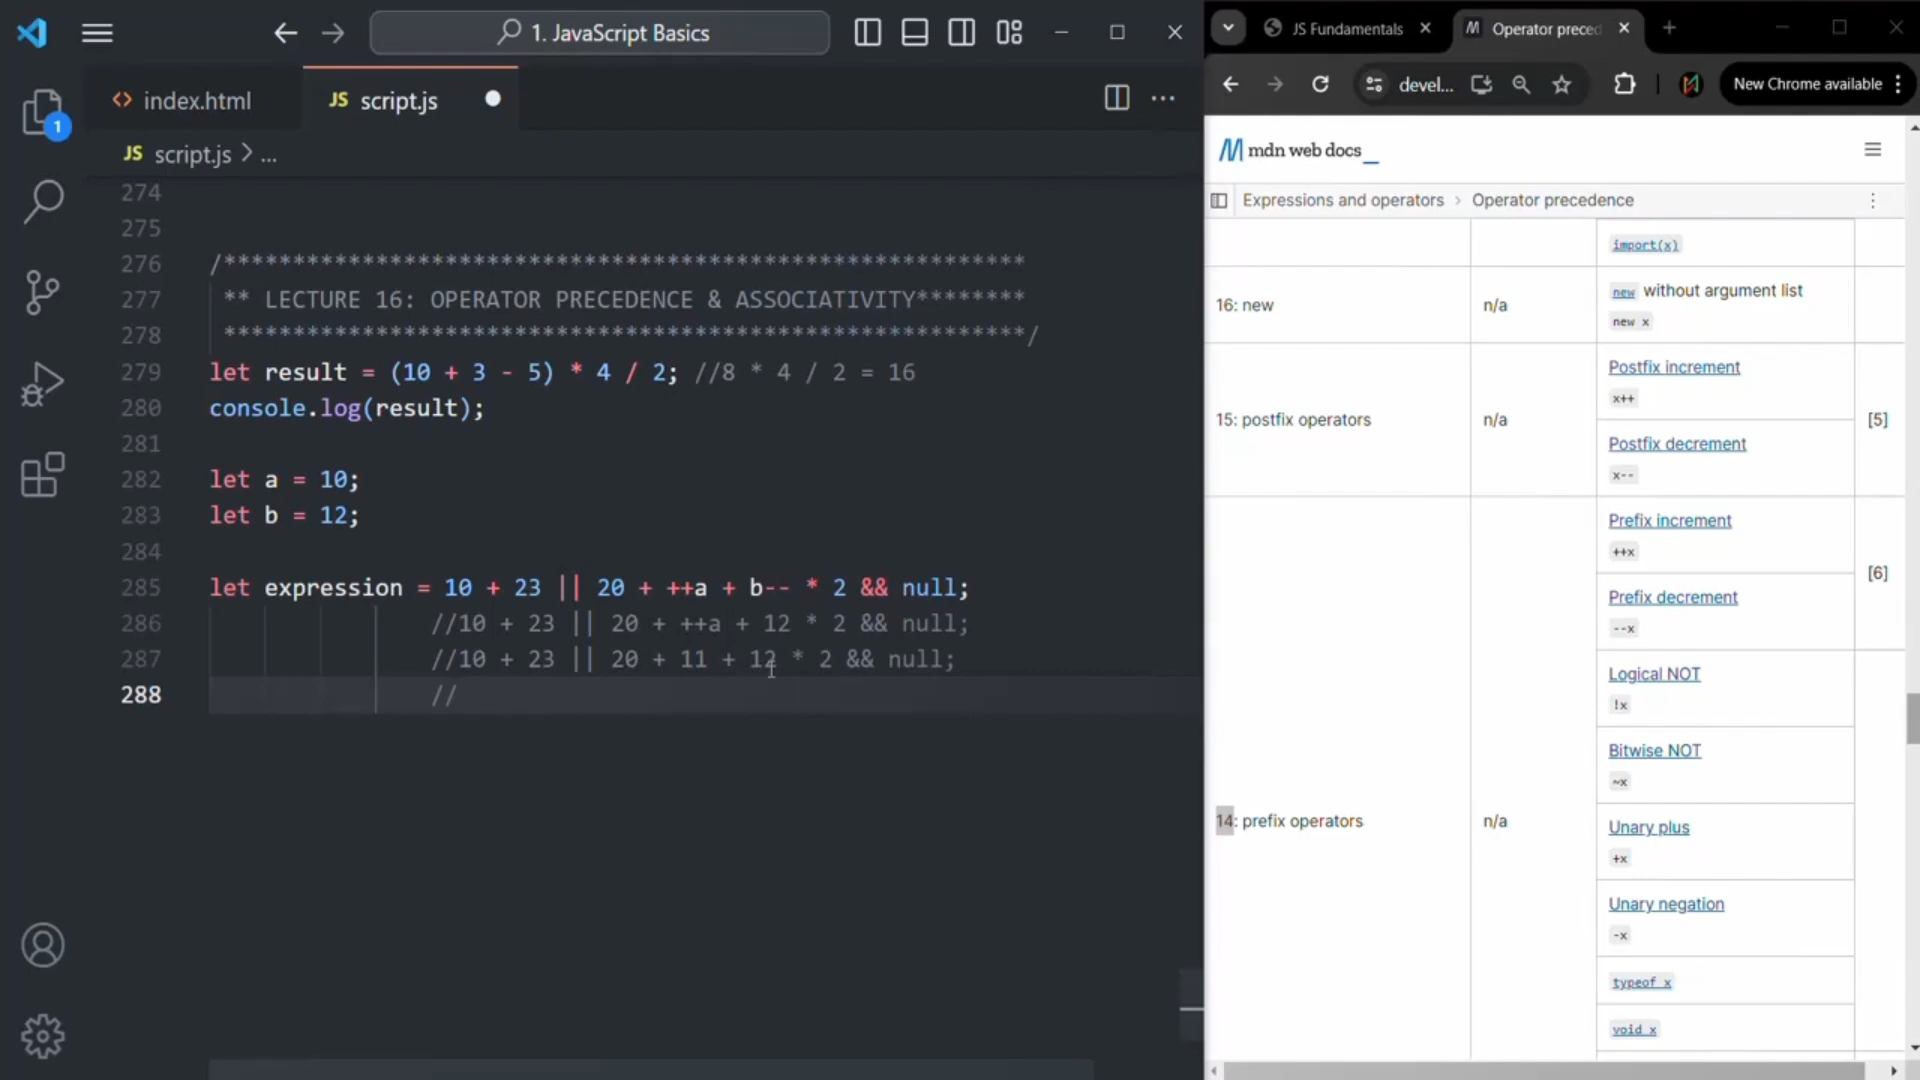 1. JavaScript Basics
index.html
JS script.js
1
JS script.js > ...
274
275
276 /**********************************************************
277 ** LECTURE 16: OPERATOR PRECEDENCE & ASSOCIATIVITY********
278 **********************************************************/
279 let result = (10 + 3 - 5) * 4 / 2; //8 * 4 / 2 = 16
280 console.log(result);
281
282 let a = 10;
283 let b = 12;
284
285 let expression = 10 + 23 || 20 + ++a + b-- * 2 && null;
286 //10 + 23 || 20 + ++a + 12 * 2 && null;
287 //10 + 23 || 20 + 11 + 12 * 2 && null;
288 //
JS Fundamentals
Operator preced
devel...
New Chrome available
mdn web docs_
Expressions and operators > Operator precedence
import(x)
16: new n/a new without argument list
new x
15: postfix operators n/a [5]
Postfix increment
x++
Postfix decrement
x--
Prefix increment
++x
[6]
Prefix decrement
--x
Logical NOT
!x
Bitwise NOT
~x
14: prefix operators n/a
Unary plus
+x
Unary negation
-x
typeof x
void x